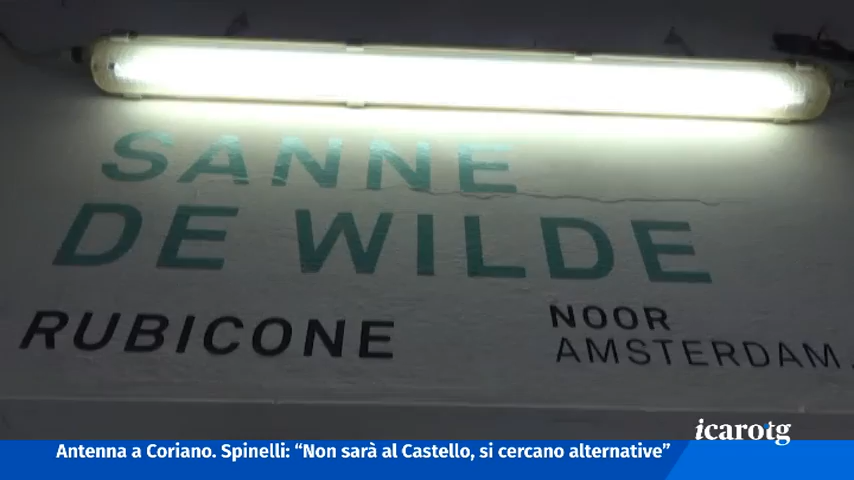 SANNE
DE WILDE
RUBICONE
NOOR
AMSTERDAM.
icarotg
Antenna a Coriano. Spinelli: “Non sarà al Castello, si cercano alternative”